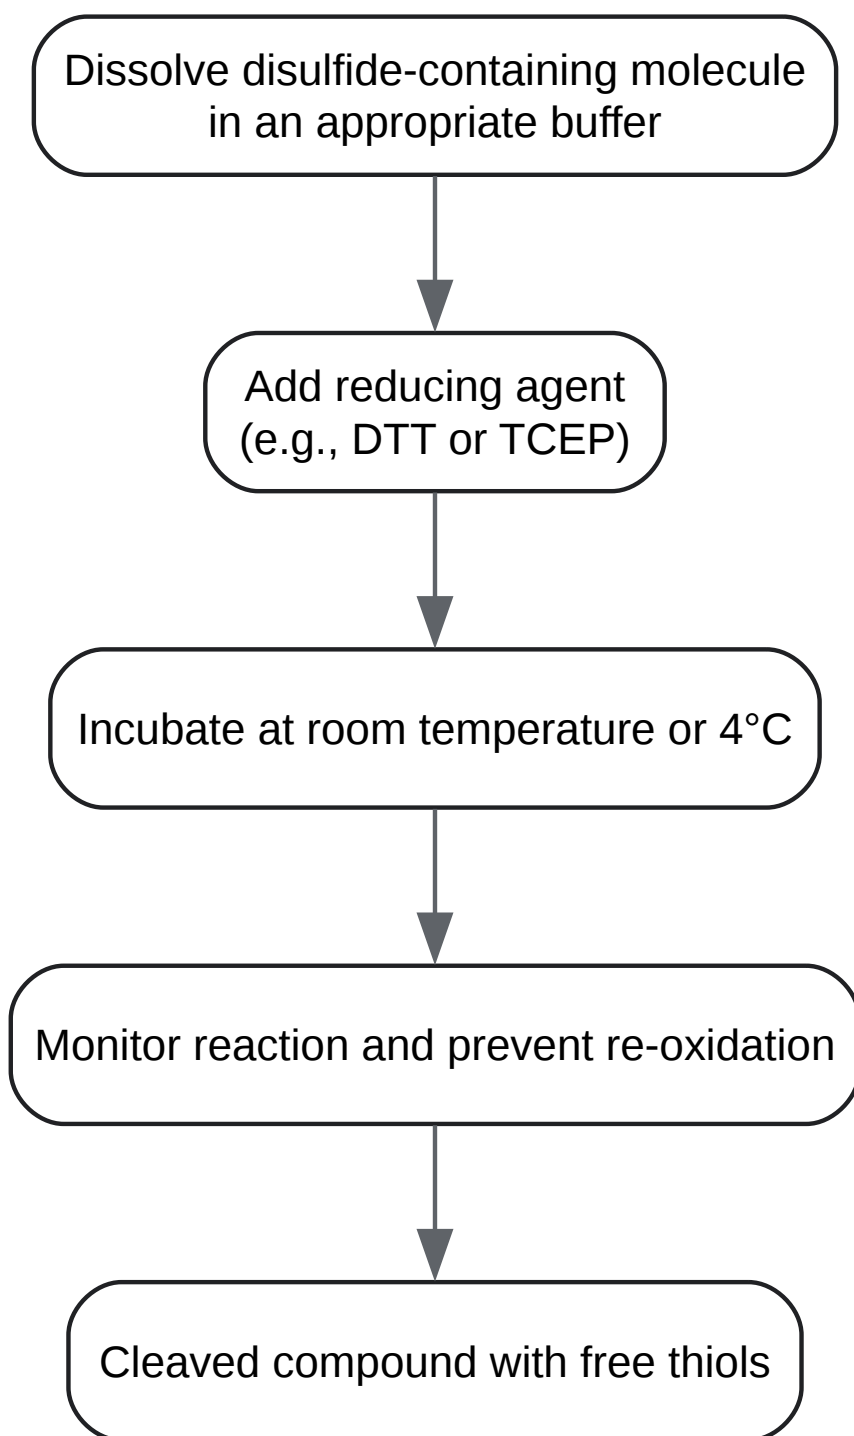 Dissolve disulfide-containing molecule
in an appropriate buffer
Add reducing agent
(e.g., DTT or TCEP)
Incubate at room temperature or 4°C
Monitor reaction and prevent re-oxidation
Cleaved compound with free thiols